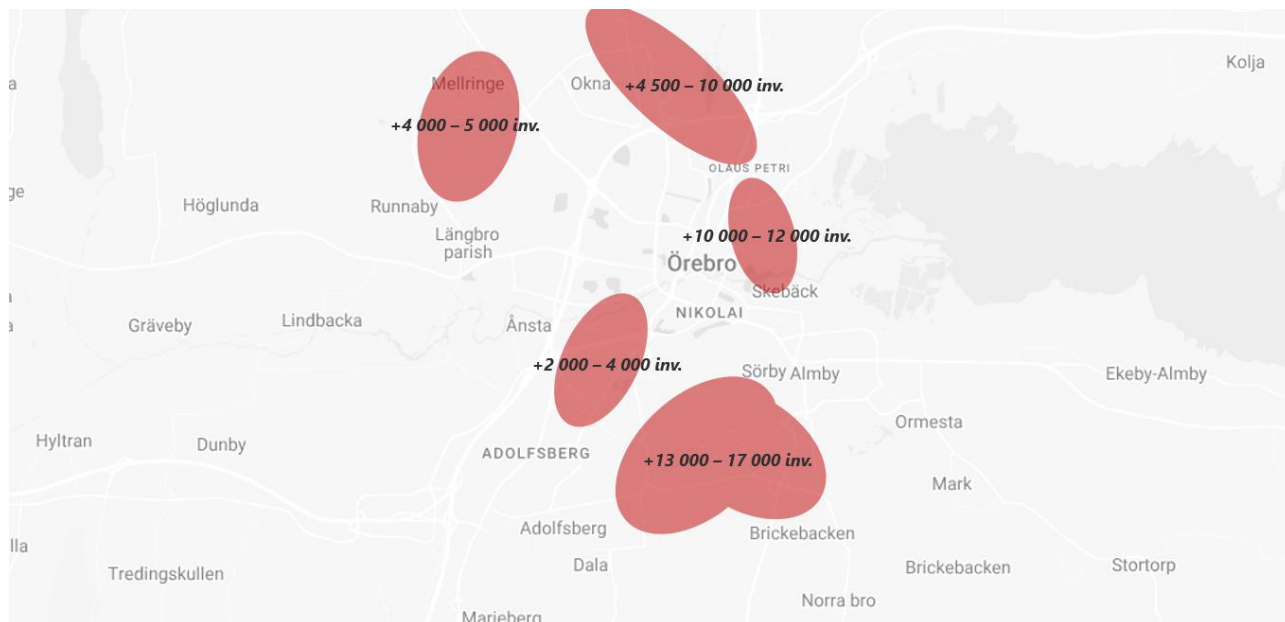 Kolja
a
Mellringe
Okna
+4 500 – 10 000 inv.
+4 000 – 5 000 inv.
OLAUS PETRI
ge
Höglunda
Runnaby
Längbro
parish
+10 000 – 12 000 inv.
Örebro
Skebäck
a
NIKOLAI
Gräveby
Lindbacka
Ånsta
+2 000 – 4 000 inv.
Sörby
Almby
Ekeby-Almby
Ormesta
Hyltran
Dunby
ADOLFSBERG
+13 000 – 17 000 inv.
Mark
Adolfsberg
Brickebacken
lla
Dala
Brickebacken
Stortorp
Tredingskullen
Norra bro
Marieberg